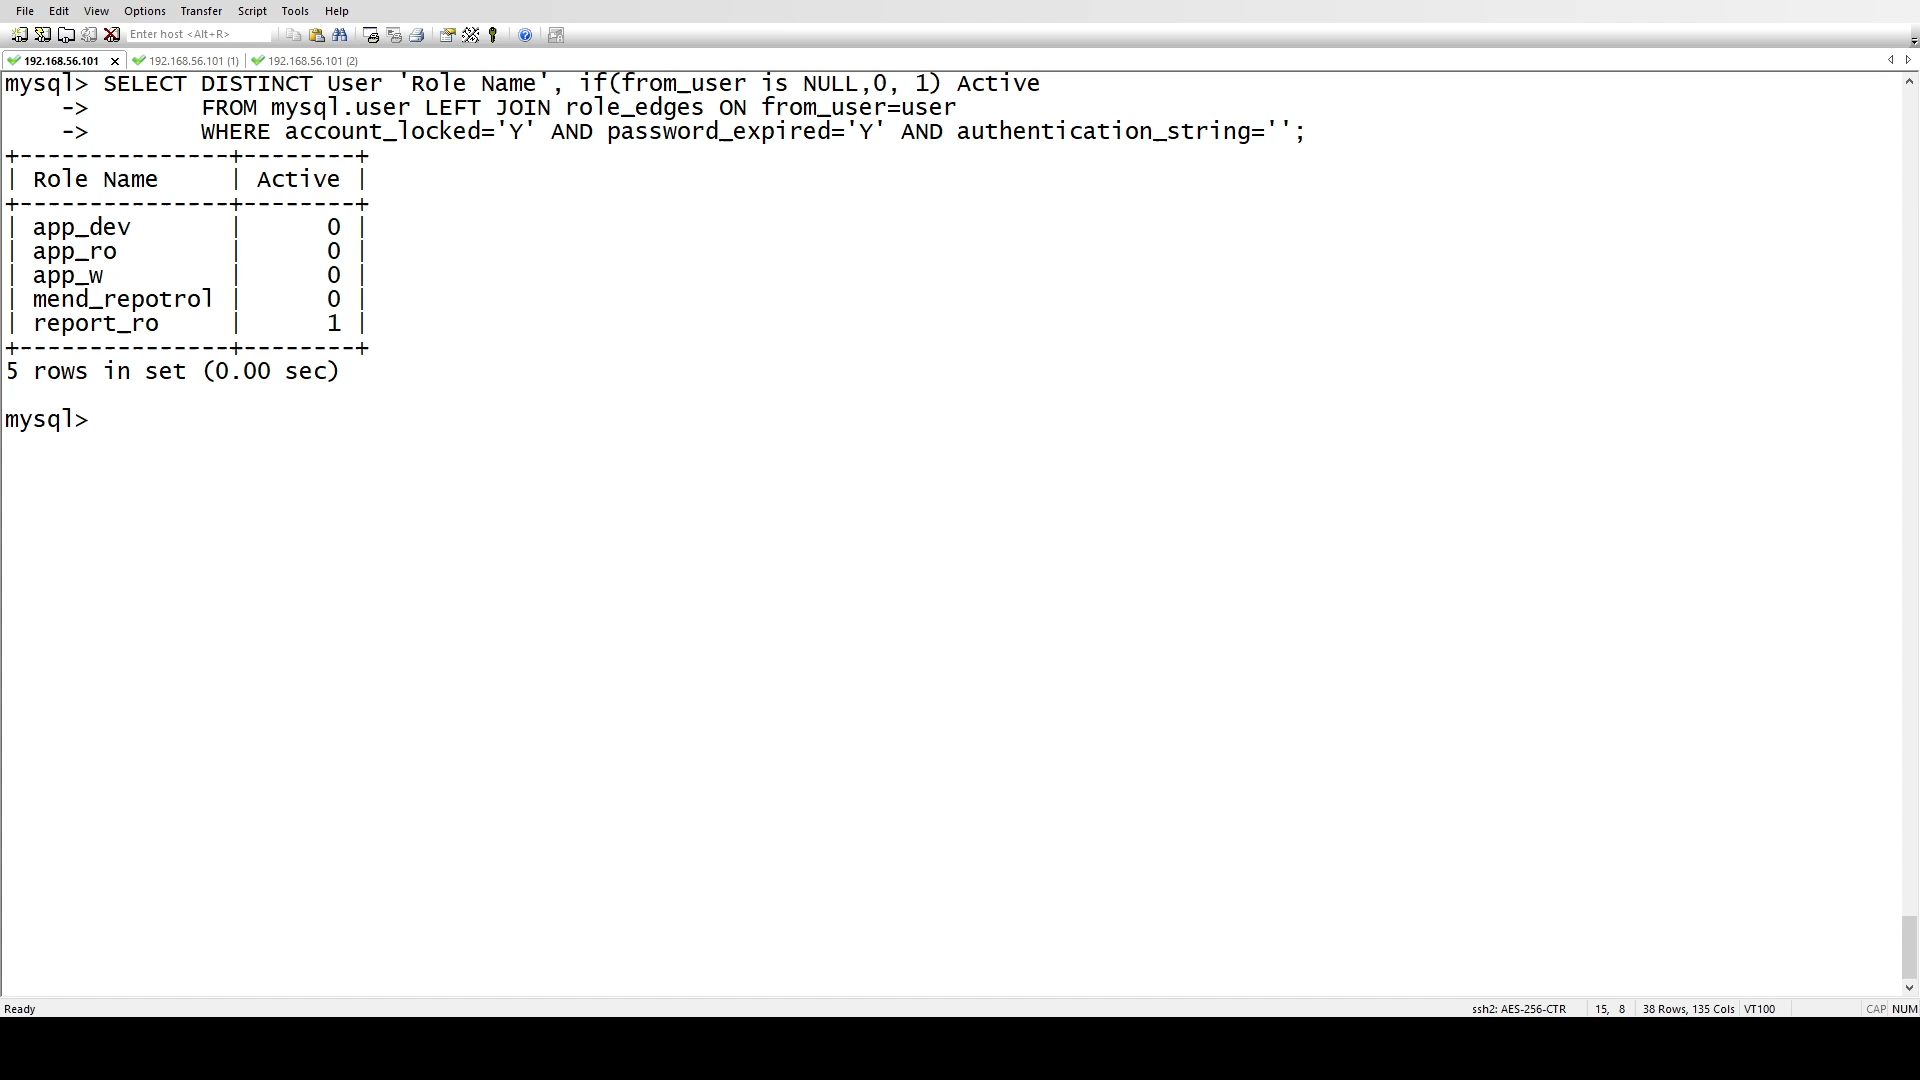 File Edit View Options Transfer Script Tools Help
Enter host <Alt+R>
192.168.56.101 192.168.56.101 (1) 192.168.56.101 (2)
mysql> SELECT DISTINCT User 'Role Name', if(from_user is NULL,0, 1) Active
    ->        FROM mysql.user LEFT JOIN role_edges ON from_user=user
    ->        WHERE account_locked='Y' AND password_expired='Y' AND authentication_string='';
+---------------+--------+
| Role Name     | Active |
+---------------+--------+
| app_dev       |      0 |
| app_ro        |      0 |
| app_w         |      0 |
| mend_repotrol |      0 |
| report_ro     |      1 |
+---------------+--------+
5 rows in set (0.00 sec)
mysql>
Ready ssh2: AES-256-CTR 15, 8 38 Rows, 135 Cols VT100 CAP NUM